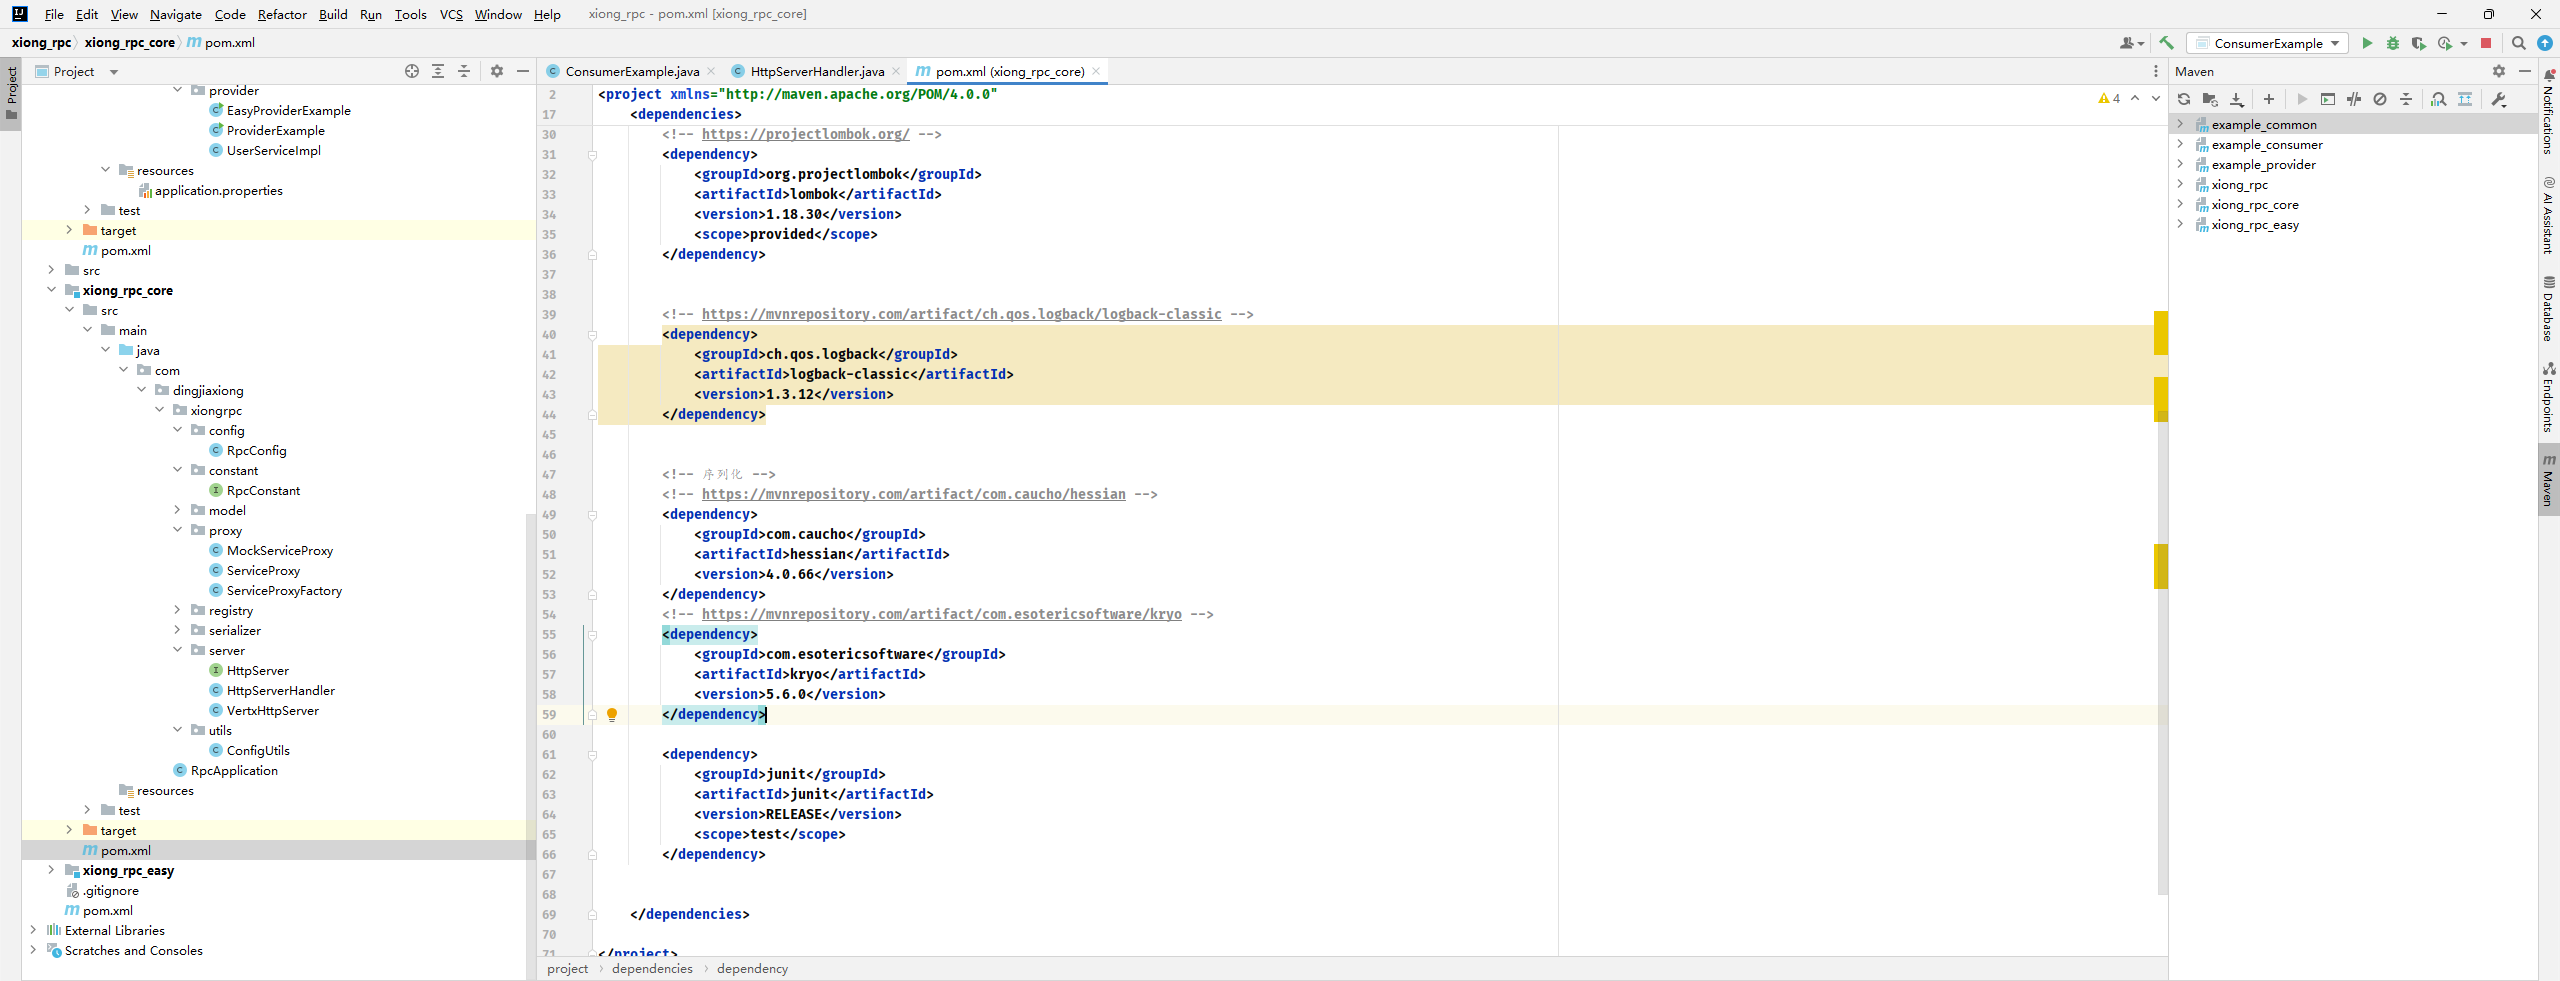 File Edit View Navigate Code Refactor Build Run Tools VCS Window Help xiong_rpc - pom.xml [xiong_rpc_core]
xiong_rpc xiong_rpc_core pom.xml
ConsumerExample
Project
Project
provider
EasyProviderExample
ProviderExample
UserServiceImpl
resources
application.properties
test
target
pom.xml
src
xiong_rpc_core
src
main
java
com
dingjiaxiong
xiongrpc
config
RpcConfig
constant
RpcConstant
model
proxy
MockServiceProxy
ServiceProxy
ServiceProxyFactory
registry
serializer
server
HttpServer
HttpServerHandler
VertxHttpServer
utils
ConfigUtils
RpcApplication
resources
test
target
pom.xml
xiong_rpc_easy
.gitignore
pom.xml
External Libraries
Scratches and Consoles
ConsumerExample.java HttpServerHandler.java pom.xml (xiong_rpc_core)
4
2 <project xmlns="http://maven.apache.org/POM/4.0.0"
17 <dependencies>
30 <!-- https://projectlombok.org/ -->
31 <dependency>
32 <groupId>org.projectlombok</groupId>
33 <artifactId>lombok</artifactId>
34 <version>1.18.30</version>
35 <scope>provided</scope>
36 </dependency>
37
38
39 <!-- https://mvnrepository.com/artifact/ch.qos.logback/logback-classic -->
40 <dependency>
41 <groupId>ch.qos.logback</groupId>
42 <artifactId>logback-classic</artifactId>
43 <version>1.3.12</version>
44 </dependency>
45
46
47 <!-- 序列化 -->
48 <!-- https://mvnrepository.com/artifact/com.caucho/hessian -->
49 <dependency>
50 <groupId>com.caucho</groupId>
51 <artifactId>hessian</artifactId>
52 <version>4.0.66</version>
53 </dependency>
54 <!-- https://mvnrepository.com/artifact/com.esotericsoftware/kryo -->
55 <dependency>
56 <groupId>com.esotericsoftware</groupId>
57 <artifactId>kryo</artifactId>
58 <version>5.6.0</version>
59 </dependency>
60
61 <dependency>
62 <groupId>junit</groupId>
63 <artifactId>junit</artifactId>
64 <version>RELEASE</version>
65 <scope>test</scope>
66 </dependency>
67
68
69 </dependencies>
70
71 </project>
project dependencies dependency
Maven
example_common
example_consumer
example_provider
xiong_rpc
xiong_rpc_core
xiong_rpc_easy
Notifications
AI Assistant
Database
Endpoints
Maven